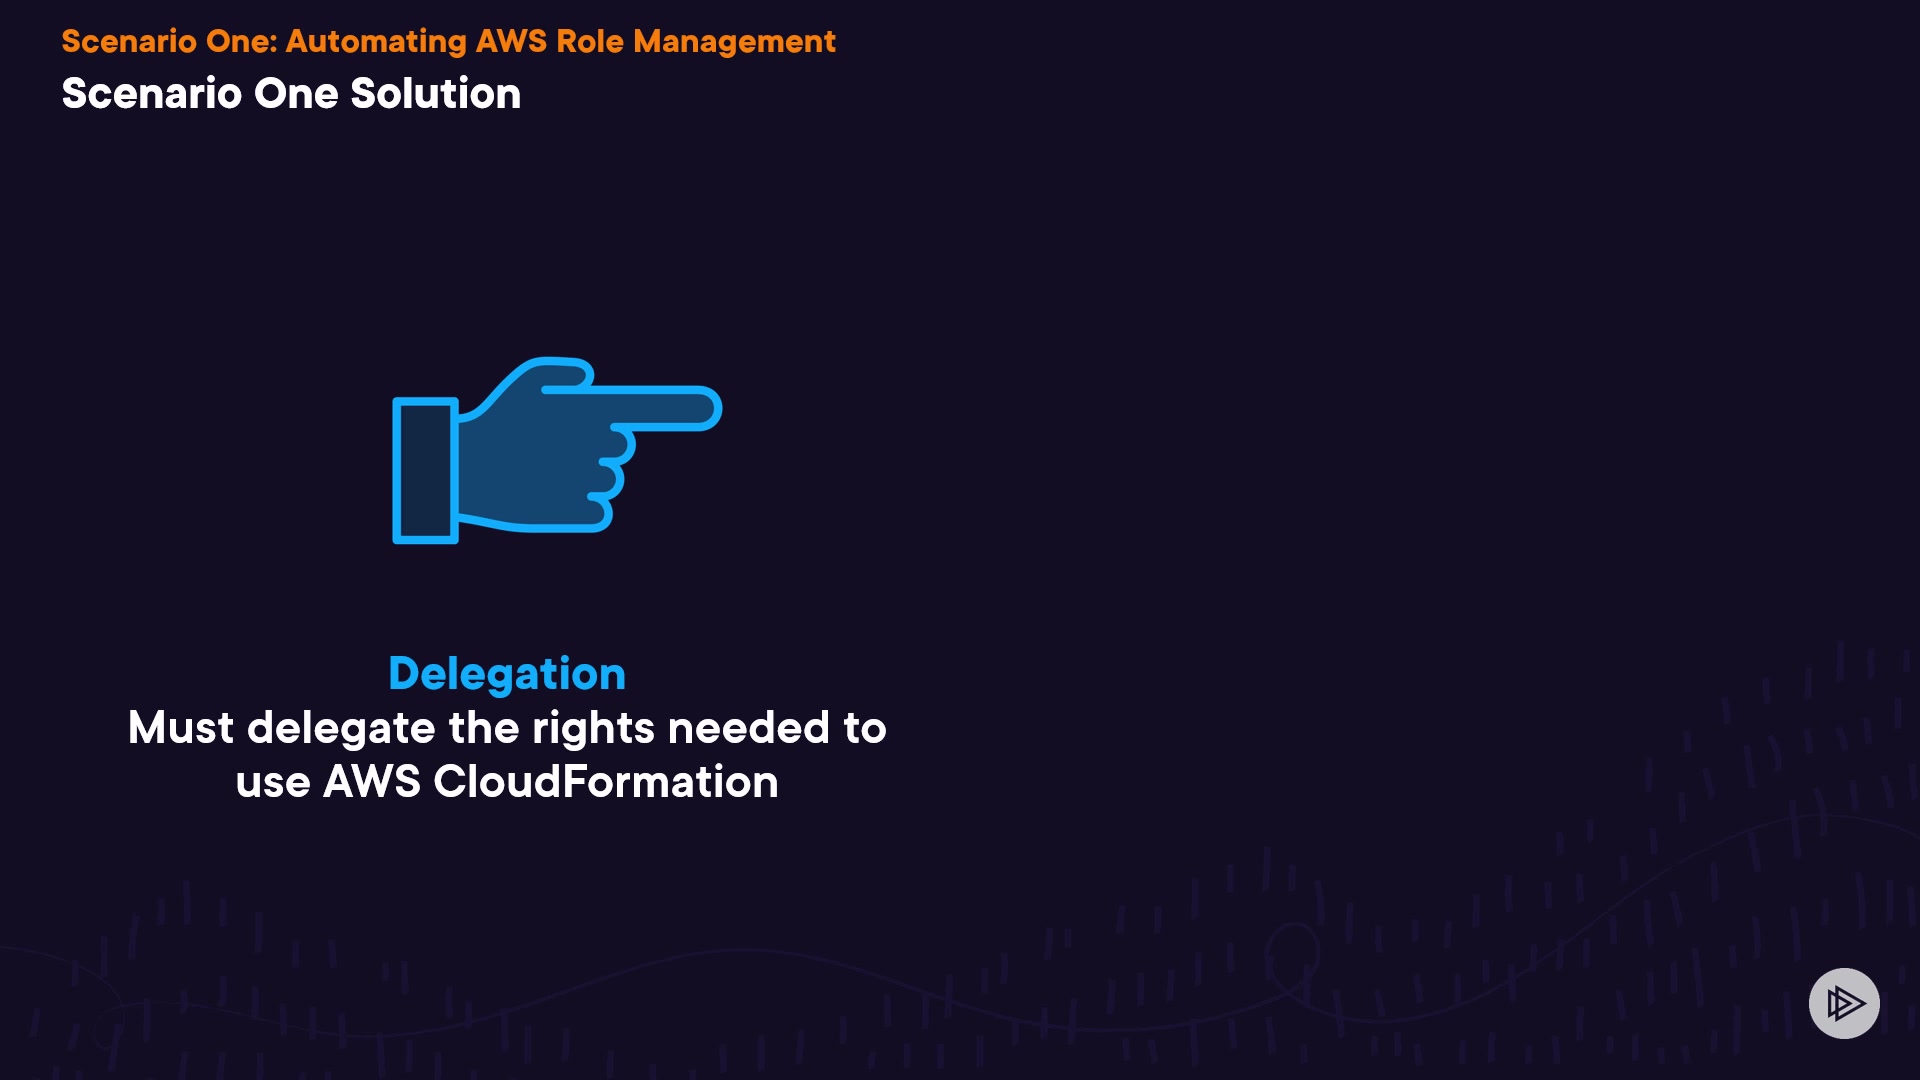 Scenario One: Automating AWS Role Management
Scenario One Solution
Delegation
Must delegate the rights needed to
use AWS CloudFormation